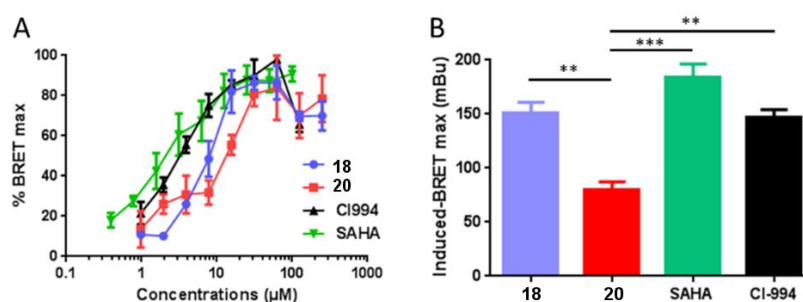 A
B
% BRET max
100
80
60
40
20
0
0.1
1
10
100
1000
Concentrations (µM)
18
20
CI994
SAHA
Induced-BRET max (mBu)
200
150
100
50
0
**
***
**
18
20
SAHA
CI-994